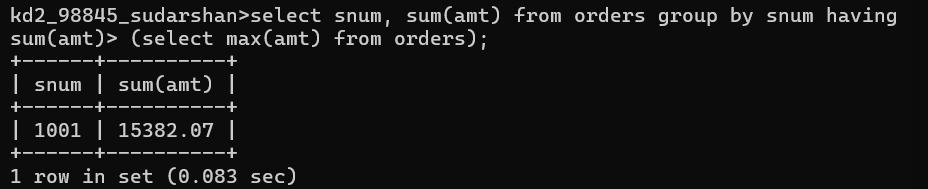 kd2_98845_sudarshan>select snum, sum(amt) from orders group by snum having
sum(amt)> (select max(amt) from orders);
+------+----------+
| snum | sum(amt) |
+------+----------+
| 1001 | 15382.07 |
+------+----------+
1 row in set (0.083 sec)